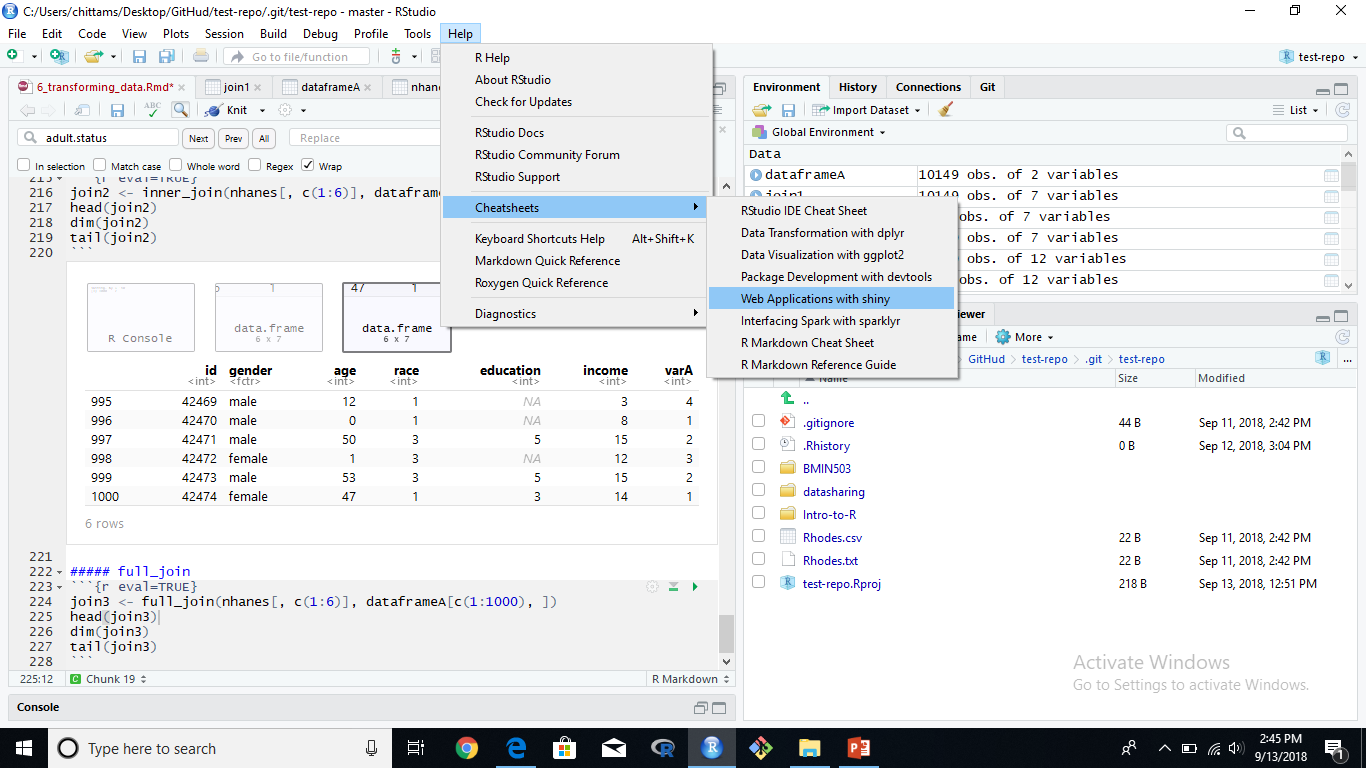 C:/Users/chittams/Desktop/GitHud/test-repo/.git/test-repo - master - RStudio
File Edit Code View Plots Session Build Debug Profile Tools Help
Go to file/function
test-repo
6_transforming_data.Rmd*
join1
dataframeA
Knit
adult.status
Next
Prev
All
Replace
In selection
Match case
Whole word
Regex
Wrap
216 join2 <- inner_join(nhanes[, c(1:6)],
217 head(join2)
218 dim(join2)
219 tail(join2)
220 ```
R Console
data.frame
6 x 7
47 1
data.frame
6 x 7
id gender age race education income varA
<int> <fctr> <int> <int> <int> <int> <int>
995 42469 male 12 1 NA 3 4
996 42470 male 0 1 NA 8 1
997 42471 male 50 3 5 15 2
998 42472 female 1 3 NA 12 3
999 42473 male 53 3 5 15 2
1000 42474 female 47 1 3 14 1
6 rows
221
222 ##### full_join
223 ```{r eval=TRUE}
224 join3 <- full_join(nhanes[, c(1:6)], dataframeA[c(1:1000), ])
225 head(join3)
226 dim(join3)
227 tail(join3)
228 ```
225:12
C Chunk 19
R Markdown
Console
R Help
About RStudio
Check for Updates
RStudio Docs
RStudio Community Forum
RStudio Support
Cheatsheets
Keyboard Shortcuts Help Alt+Shift+K
Markdown Quick Reference
Roxygen Quick Reference
Diagnostics
RStudio IDE Cheat Sheet
Data Transformation with dplyr
Data Visualization with ggplot2
Package Development with devtools
Web Applications with shiny
Interfacing Spark with sparklyr
R Markdown Cheat Sheet
R Markdown Reference Guide
Environment History Connections Git
Import Dataset
List
Global Environment
Data
dataframeA 10149 obs. of 2 variables
join1 10149 obs. of 7 variables
obs. of 7 variables
obs. of 7 variables
obs. of 12 variables
obs. of 12 variables
More
GitHud test-repo .git test-repo
Name Size Modified
..
.gitignore 44 B Sep 11, 2018, 2:42 PM
.Rhistory 0 B Sep 12, 2018, 3:04 PM
BMIN503
datasharing
Intro-to-R
Rhodes.csv 22 B Sep 11, 2018, 2:42 PM
Rhodes.txt 22 B Sep 11, 2018, 2:42 PM
test-repo.Rproj 218 B Sep 13, 2018, 12:51 PM
Activate Windows
Go to Settings to activate Windows.
Type here to search
2:45 PM
9/13/2018
1